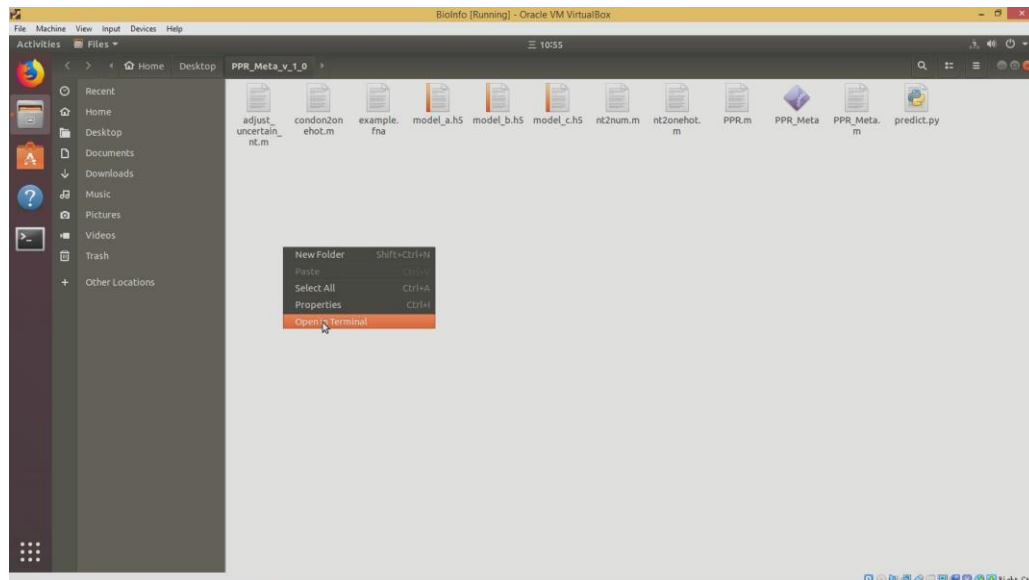 BioInfo [Running] - Oracle VM VirtualBox
File Machine View Input Devices Help
Activities Files 三 10:55
Home Desktop PPR_Meta_v_1_0
Recent
Home
Desktop
Documents
Downloads
Music
Pictures
Videos
Trash
+ Other Locations
adjust_
uncertain_
nt.m
condon2on
ehot.m
example.
fna
model_a.h5
model_b.h5
model_c.h5
nt2num.m
nt2onehot.
m
PPR.m
PPR_Meta
PPR_Meta.
m
predict.py
New Folder Shift+Ctrl+N
Paste Ctrl+V
Select All Ctrl+A
Properties Ctrl+I
Open in Terminal